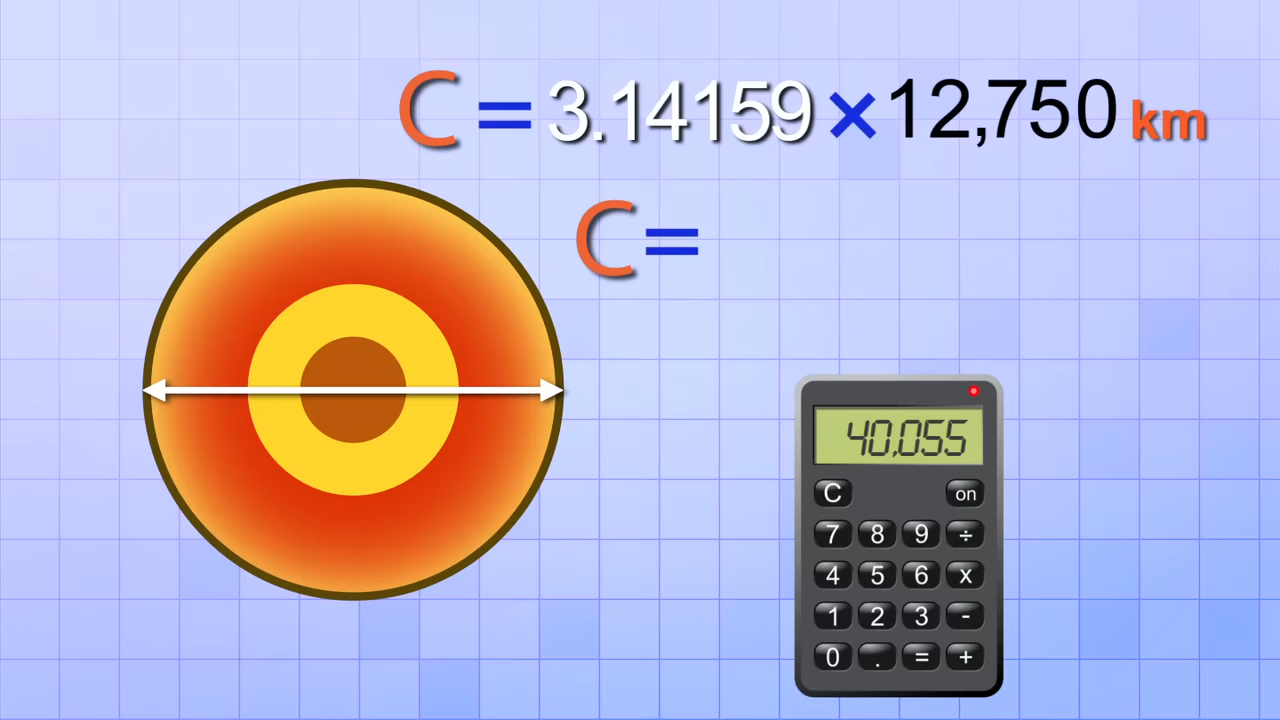 C = 3.14159 × 12,750 km
C =
40,055
C on
7 8 9 ÷
4 5 6 x
1 2 3 -
0 . = +